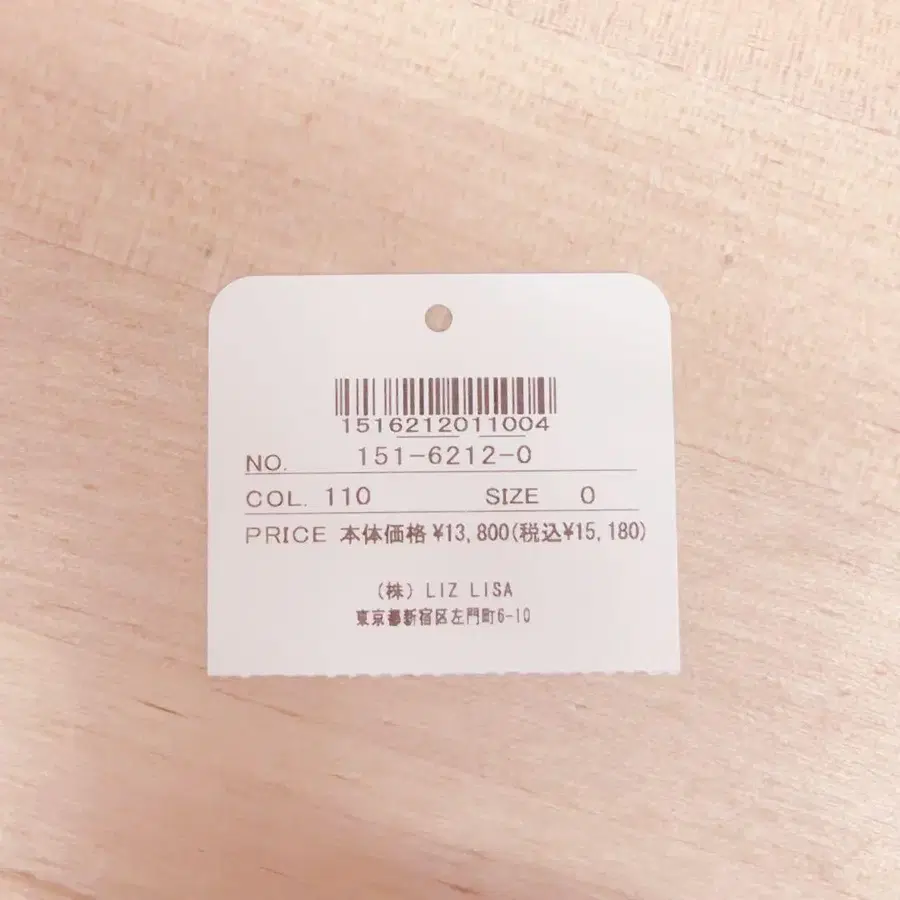 1516212011004
NO. 151-6212-0
COL. 110 SIZE 0
PRICE 本体価格 ¥13,800(税込¥15,180)
(株) LIZ LISA
東京都新宿区左門町6-10